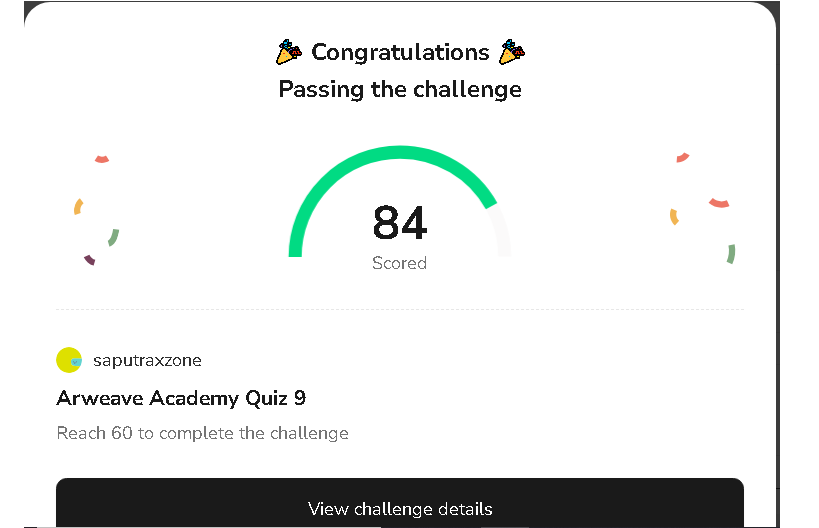 🎉 Congratulations 🎉
Passing the challenge
84
Scored
saputraxzone
Arweave Academy Quiz 9
Reach 60 to complete the challenge
View challenge details